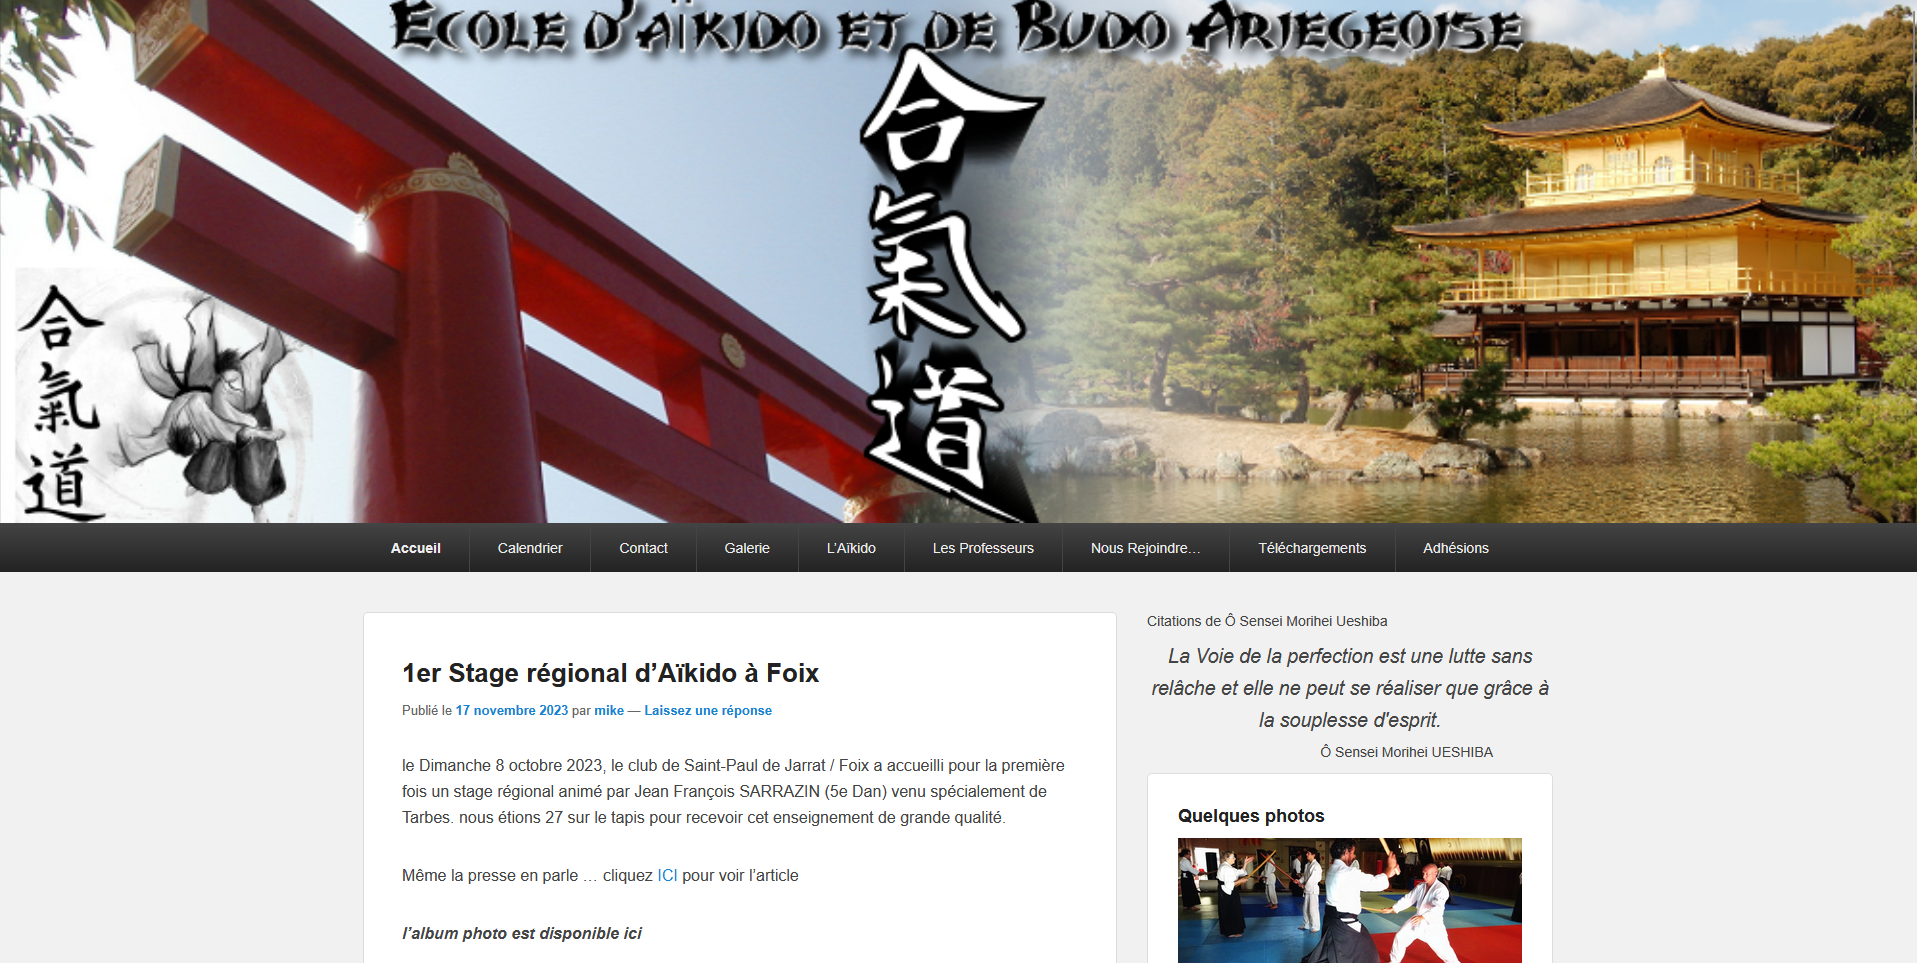 Ecole d'aïkido et de Budo Ariegeoise
合
氣
道
合
氣
道
Accueil Calendrier Contact Galerie L'Aïkido Les Professeurs Nous Rejoindre… Téléchargements Adhésions
1er Stage régional d’Aïkido à Foix
Publié le 17 novembre 2023 par mike — Laissez une réponse
le Dimanche 8 octobre 2023, le club de Saint-Paul de Jarrat / Foix a accueilli pour la première
fois un stage régional animé par Jean François SARRAZIN (5e Dan) venu spécialement de
Tarbes. nous étions 27 sur le tapis pour recevoir cet enseignement de grande qualité.
Même la presse en parle … cliquez ICI pour voir l’article
l’album photo est disponible ici
Citations de Ô Sensei Morihei Ueshiba
La Voie de la perfection est une lutte sans
relâche et elle ne peut se réaliser que grâce à
la souplesse d'esprit.
Ô Sensei Morihei UESHIBA
Quelques photos